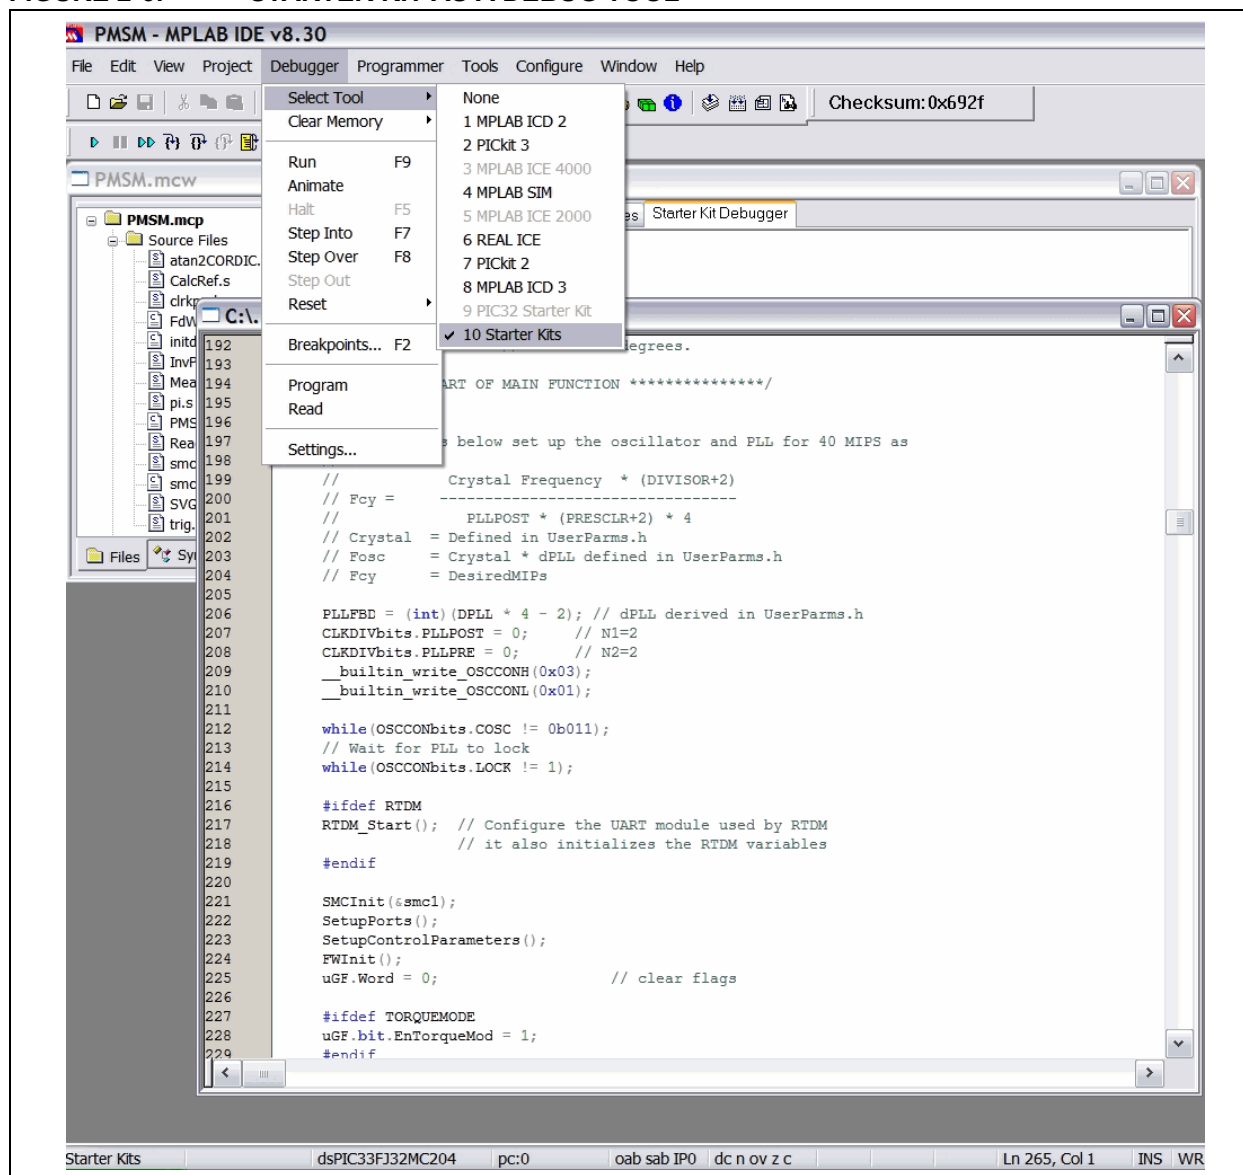 PMSM - MPLAB IDE v8.30
File Edit View Project Debugger Programmer Tools Configure Window Help
Checksum: 0x692f
Select Tool
Clear Memory
Run F9
Animate
Halt F5
Step Into F7
Step Over F8
Step Out
Reset
Breakpoints... F2
Program
Read
Settings...
None
1 MPLAB ICD 2
2 PICkit 3
3 MPLAB ICE 4000
4 MPLAB SIM
5 MPLAB ICE 2000
6 REAL ICE
7 PICkit 2
8 MPLAB ICD 3
9 PIC32 Starter Kit
10 Starter Kits
PMSM.mcw
Starter Kit Debugger
PMSM.mcp
Source Files
atan2CORDIC.
CalcRef.s
FdW
initd
InvP
Mea
pi.s
PMS
Rea
smc
smc
SVG
trig.
Files
C:\.
192 egrees.
193
194 ART OF MAIN FUNCTION ***************/
195
196
197 s below set up the oscillator and PLL for 40 MIPS as
198
199 // Crystal Frequency * (DIVISOR+2)
200 // Fcy = ---------------------------------
201 // PLLPOST * (PRESCLR+2) * 4
202 // Crystal = Defined in UserParms.h
203 // Fosc = Crystal * dPLL defined in UserParms.h
204 // Fcy = DesiredMIPs
205
206 PLLFBD = (int)(DPLL * 4 - 2); // dPLL derived in UserParms.h
207 CLKDIVbits.PLLPOST = 0; // N1=2
208 CLKDIVbits.PLLPRE = 0; // N2=2
209 __builtin_write_OSCCONH(0x03);
210 __builtin_write_OSCCONL(0x01);
211
212 while(OSCCONbits.COSC != 0b011);
213 // Wait for PLL to lock
214 while(OSCCONbits.LOCK != 1);
215
216 #ifdef RTDM
217 RTDM_Start(); // Configure the UART module used by RTDM
218 // it also initializes the RTDM variables
219 #endif
220
221 SMCInit(&smc1);
222 SetupPorts();
223 SetupControlParameters();
224 FWInit();
225 uGF.Word = 0; // clear flags
226
227 #ifdef TORQUEMODE
228 uGF.bit.EnTorqueMod = 1;
229 #endif
Starter Kits dsPIC33FJ32MC204 pc:0 oab sab IP0 dc n ov z c Ln 265, Col 1 INS WR